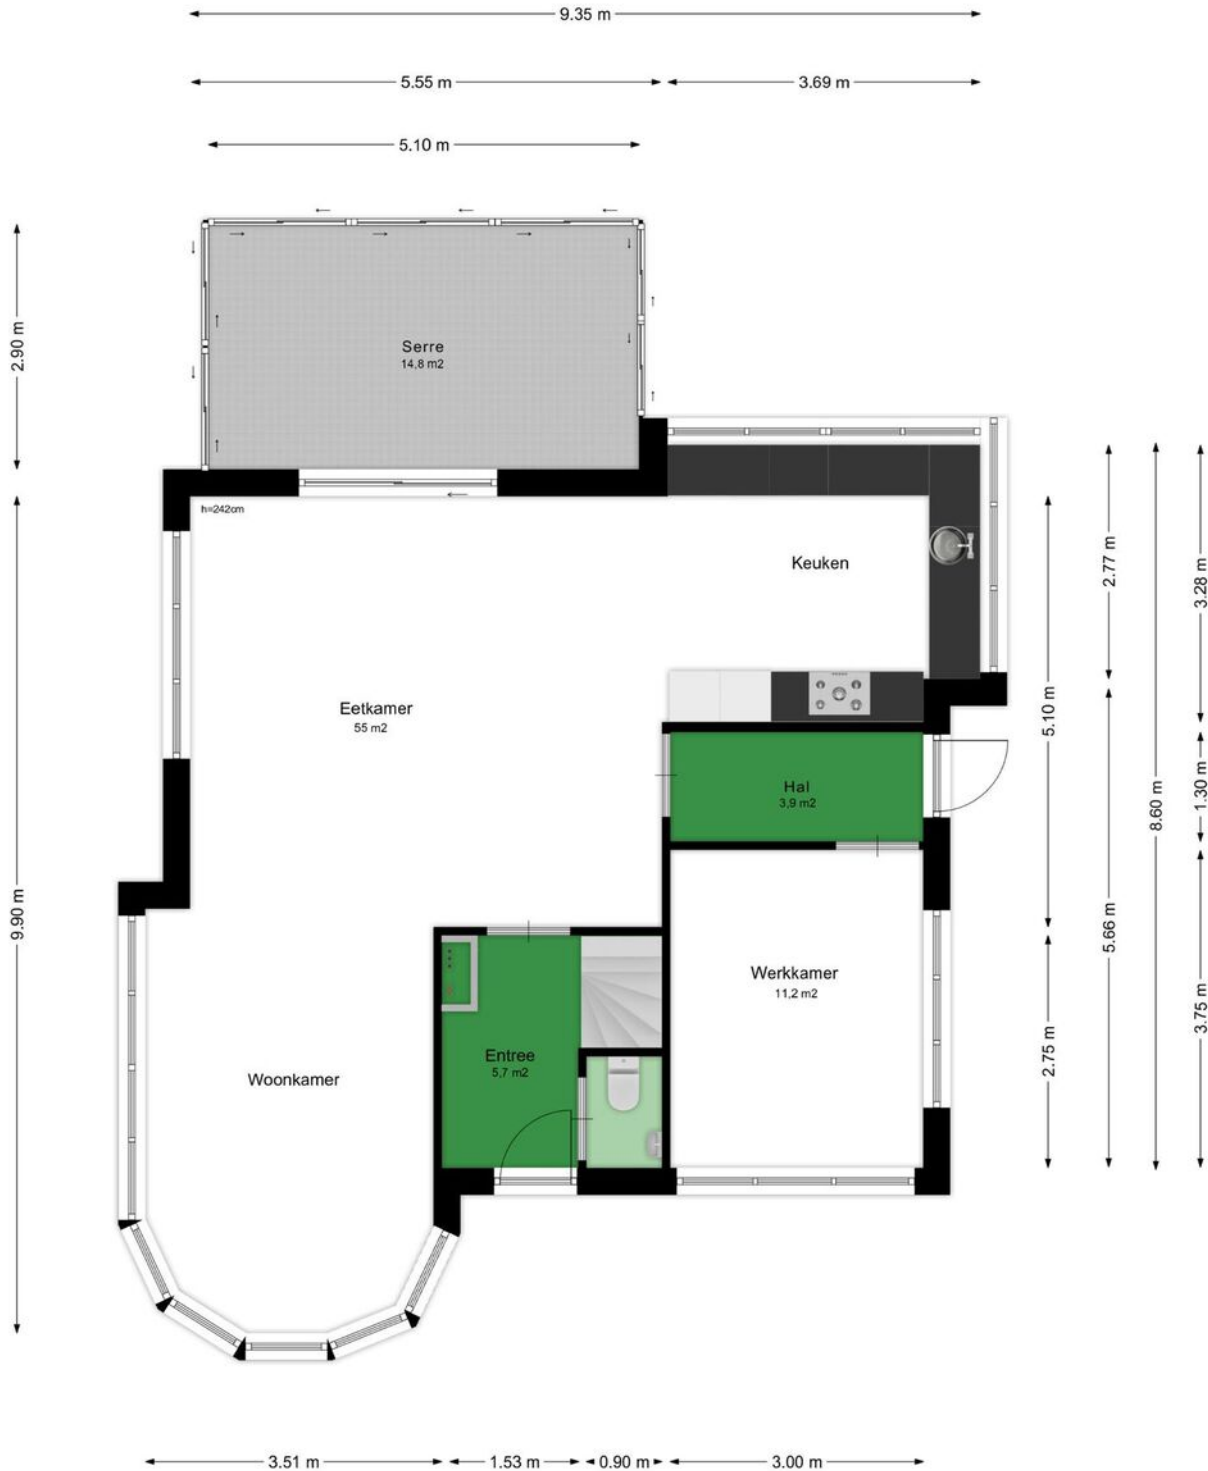 9.35 m
5.55 m
3.69 m
5.10 m
2.90 m
Serre
14,8 m2
h=242cm
Keuken
2.77 m
3.28 m
Eetkamer
55 m2
5.10 m
Hal
3,9 m2
1.30 m
8.60 m
9.90 m
5.66 m
Werkkamer
11,2 m2
3.75 m
Entree
5,7 m2
2.75 m
Woonkamer
3.51 m
1.53 m
0.90 m
3.00 m